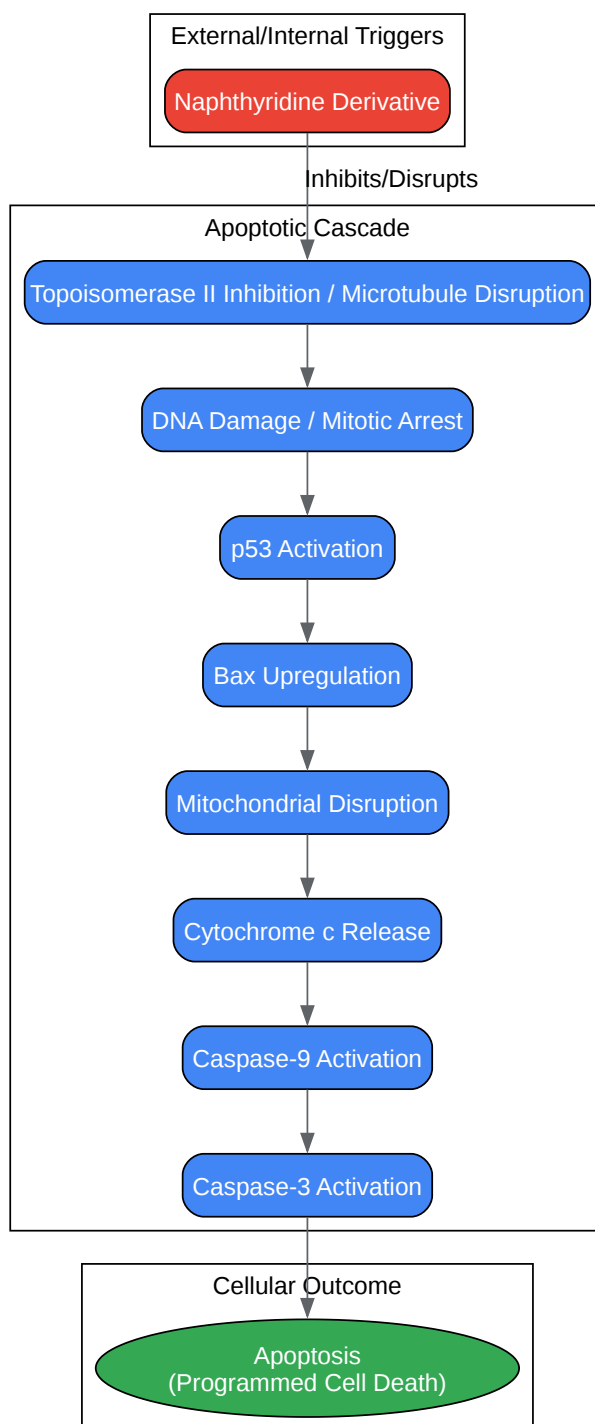 External/Internal Triggers
Naphthyridine Derivative
Inhibits/Disrupts
Apoptotic Cascade
Topoisomerase II Inhibition / Microtubule Disruption
DNA Damage / Mitotic Arrest
p53 Activation
Bax Upregulation
Mitochondrial Disruption
Cytochrome c Release
Caspase-9 Activation
Caspase-3 Activation
Cellular Outcome
Apoptosis
(Programmed Cell Death)